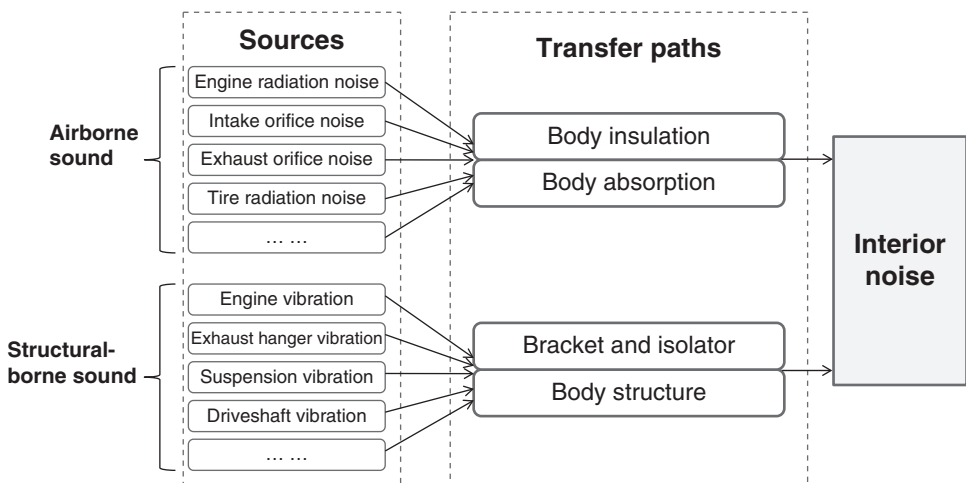 Sources
Transfer paths
Airborne
sound
Engine radiation noise
Intake orifice noise
Exhaust orifice noise
Tire radiation noise
... ...
Body insulation
Body absorption
Structural-
borne sound
Engine vibration
Exhaust hanger vibration
Suspension vibration
Driveshaft vibration
... ...
Bracket and isolator
Body structure
Interior
noise